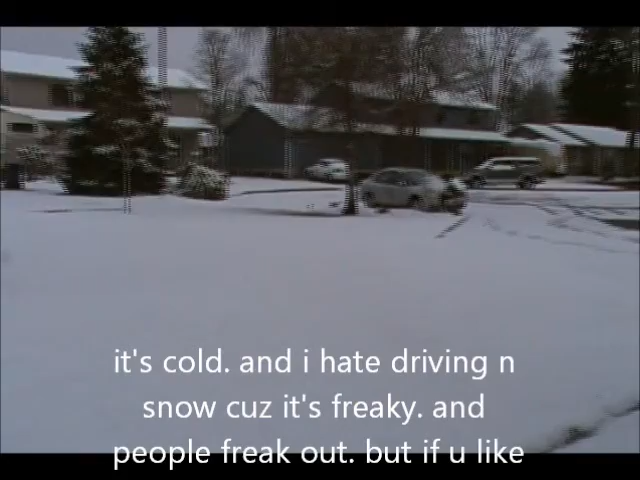 it's cold. and i hate driving n
snow cuz it's freaky. and
people freak out. but if u like